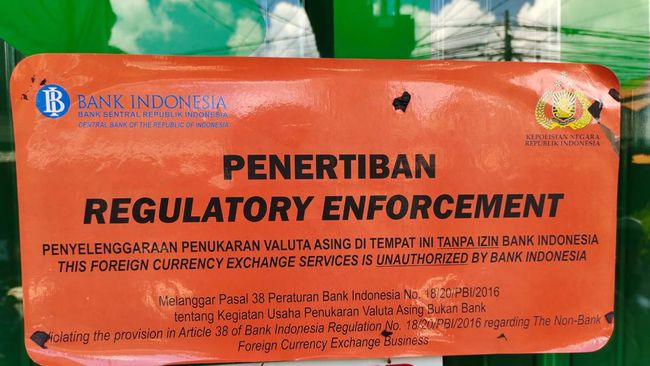 BANK INDONESIA
BANK SENTRAL REPUBLIK INDONESIA
CENTRAL BANK OF THE REPUBLIC OF INDONESIA
KEPOLISIAN NEGARA
REPUBLIK INDONESIA
PENERTIBAN
REGULATORY ENFORCEMENT
PENYELENGGARAAN PENUKARAN VALUTA ASING DI TEMPAT INI TANPA IZIN BANK INDONESIA
THIS FOREIGN CURRENCY EXCHANGE SERVICES IS UNAUTHORIZED BY BANK INDONESIA
Melanggar Pasal 38 Peraturan Bank Indonesia No. 18/20/PBI/2016
tentang Kegiatan Usaha Penukaran Valuta Asing Bukan Bank
iolating the provision in Article 38 of Bank Indonesia Regulation No. 18/20/PBI/2016 regarding The Non-Bank
Foreign Currency Exchange Business